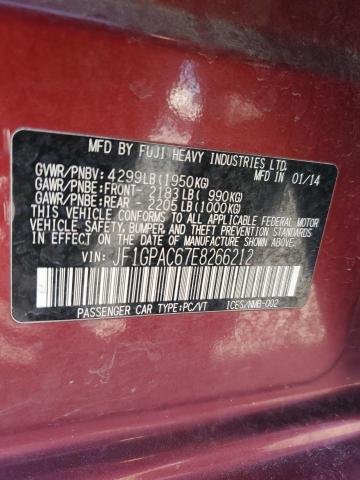 MFD BY FUJI HEAVY INDUSTRIES LTD.
GVWR/PNBV: 4299LB(1950KG) MFD IN 01/14
GAWR/PNBE:FRONT- 2183LB( 990KG)
GAWR/PNBE:REAR - 2205LB(1000KG)
THIS VEHICLE CONFORMS TO ALL APPLICABLE FEDERAL MOTOR
VEHICLE SAFETY, BUMPER, AND THEFT PREVENTION STANDARDS
IN EFFECT ON THE DATE OF MANUFACTURE SHOWN ABOVE.
VIN: JF1GPAC67E8266212
PASSENGER CAR TYPE:PC/VT ICES/NMB-002